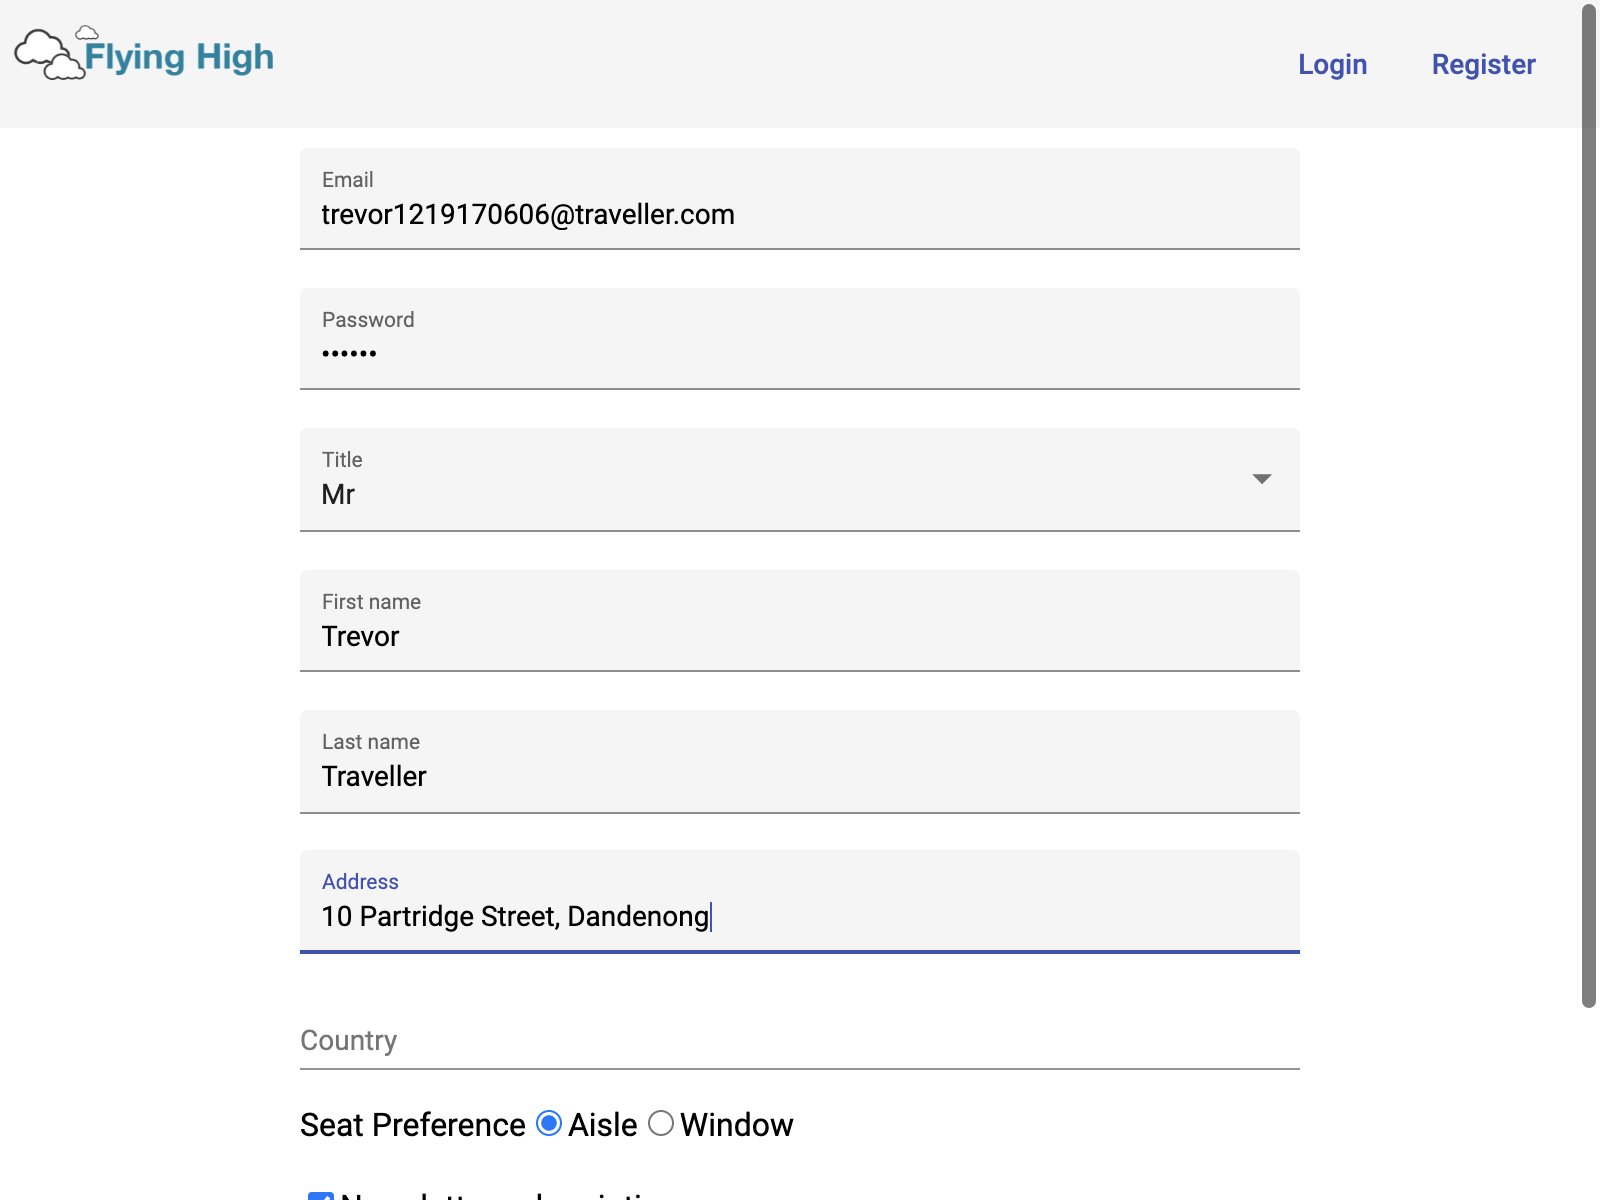 Flying High
Login
Register
Email
trevor1219170606@traveller.com
Password
••••••
Title
Mr
First name
Trevor
Last name
Traveller
Address
10 Partridge Street, Dandenong
Country
Seat Preference Aisle Window